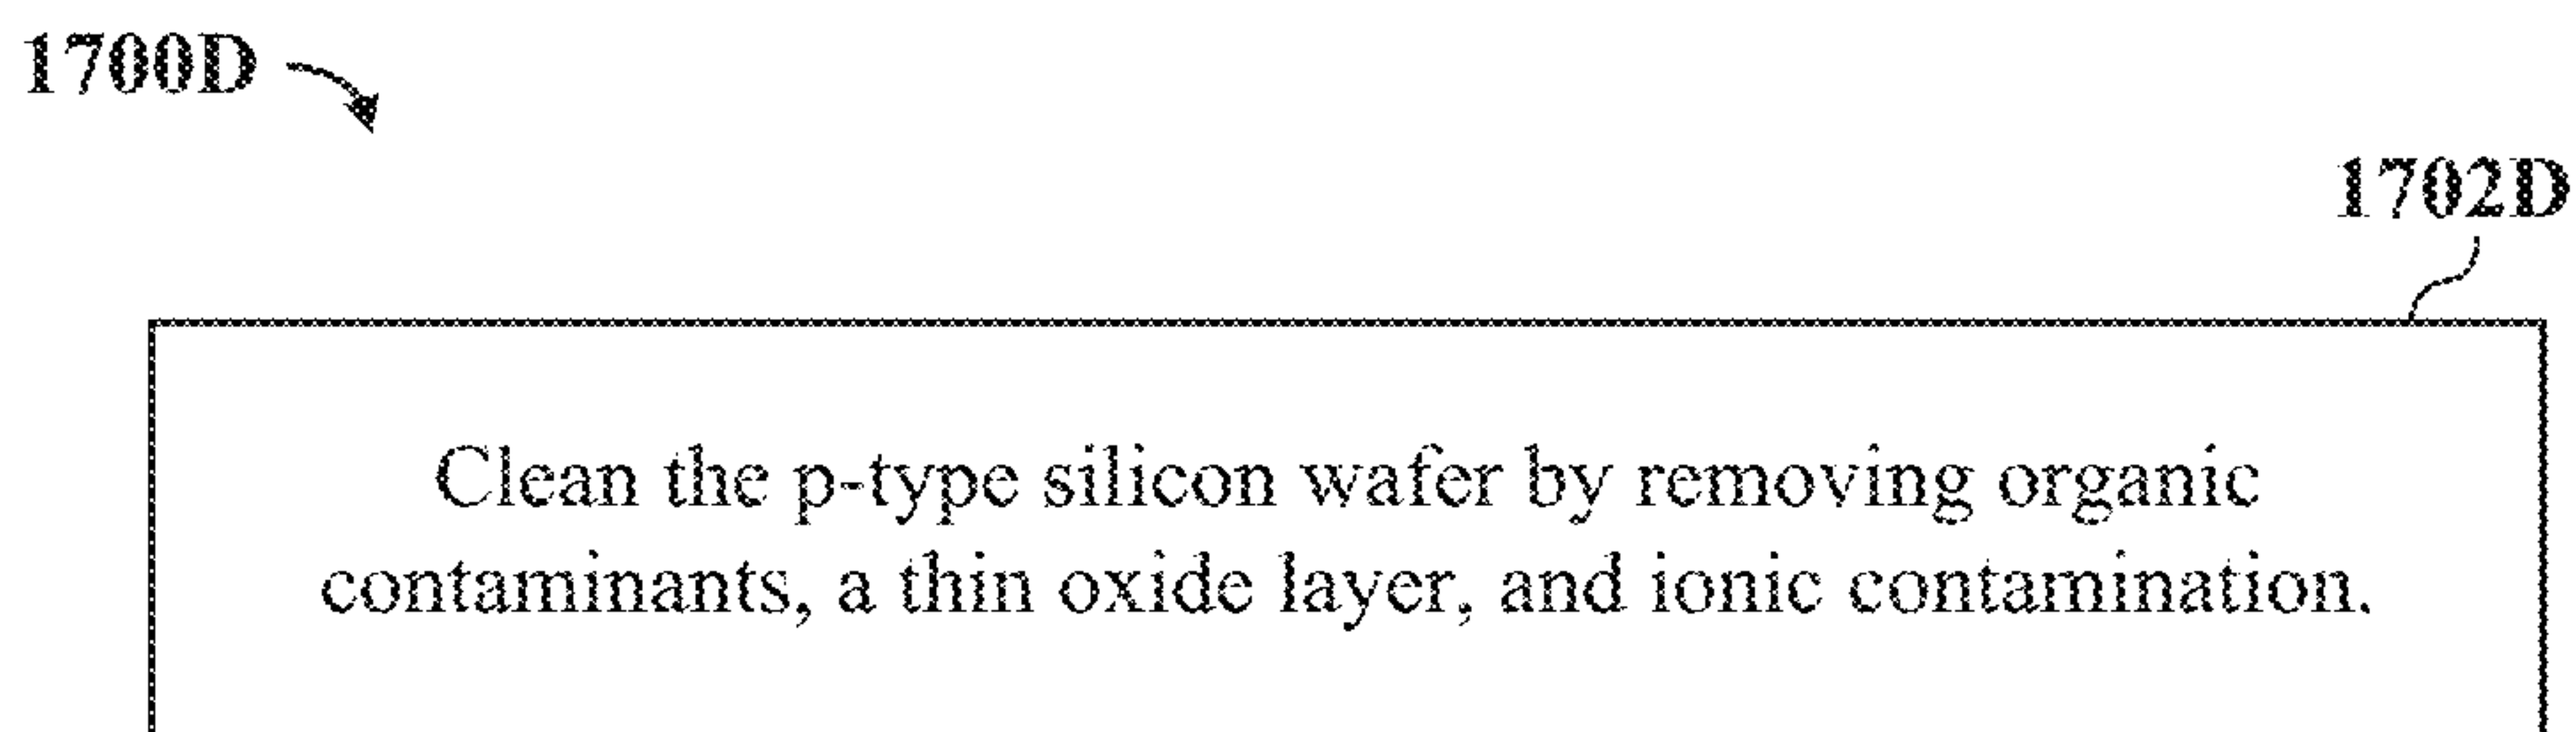 1700D
1702D
Clean the p-type silicon wafer by removing organic
contaminants, a thin oxide layer, and ionic contamination.